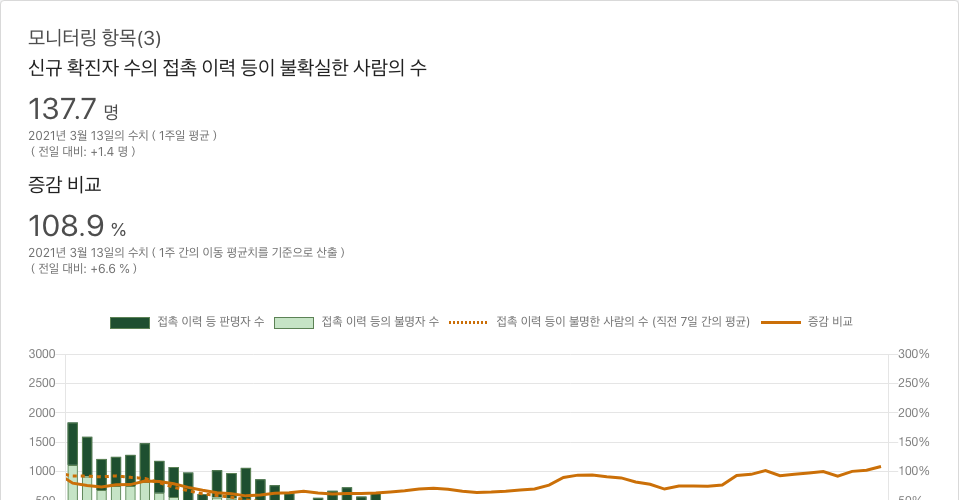 모니터링 항목(3)
신규 확진자 수의 접촉 이력 등이 불확실한 사람의 수
137.7 명
2021년 3월 13일의 수치 ( 1주일 평균 )
( 전일 대비: +1.4 명 )
증감 비교
108.9 %
2021년 3월 13일의 수치 ( 1주 간의 이동 평균치를 기준으로 산출 )
( 전일 대비: +6.6 % )
접촉 이력 등 판명자 수 접촉 이력 등의 불명자 수 접촉 이력 등이 불명한 사람의 수 (직전 7일 간의 평균) 증감 비교
3000 300%
2500 250%
2000 200%
1500 150%
1000 100%
500 50%